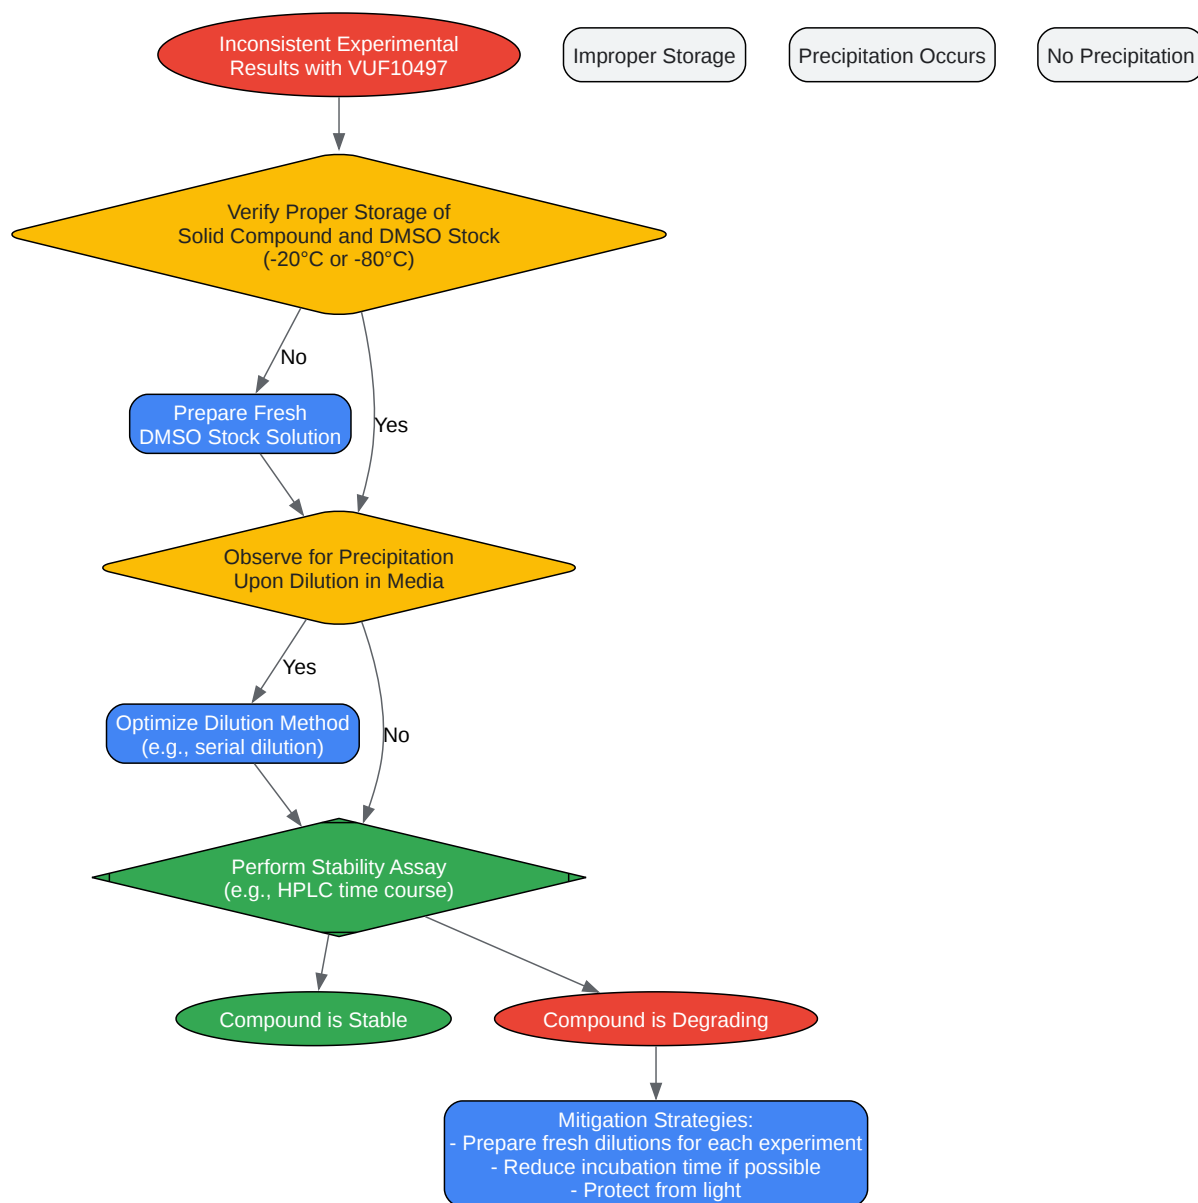 Inconsistent Experimental
Results with VUF10497
Improper Storage
Precipitation Occurs
No Precipitation
Verify Proper Storage of
Solid Compound and DMSO Stock
(-20°C or -80°C)
No
Yes
Prepare Fresh
DMSO Stock Solution
Observe for Precipitation
Upon Dilution in Media
Yes
No
Optimize Dilution Method
(e.g., serial dilution)
Perform Stability Assay
(e.g., HPLC time course)
Compound is Stable
Compound is Degrading
Mitigation Strategies:
- Prepare fresh dilutions for each experiment
- Reduce incubation time if possible
- Protect from light